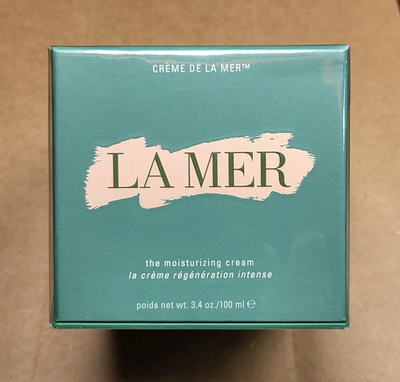 CRÈME DE LA MER™
LA MER
the moisturizing cream
la crème régénération intense
poids net wt. 3.4 oz./100 ml ℮